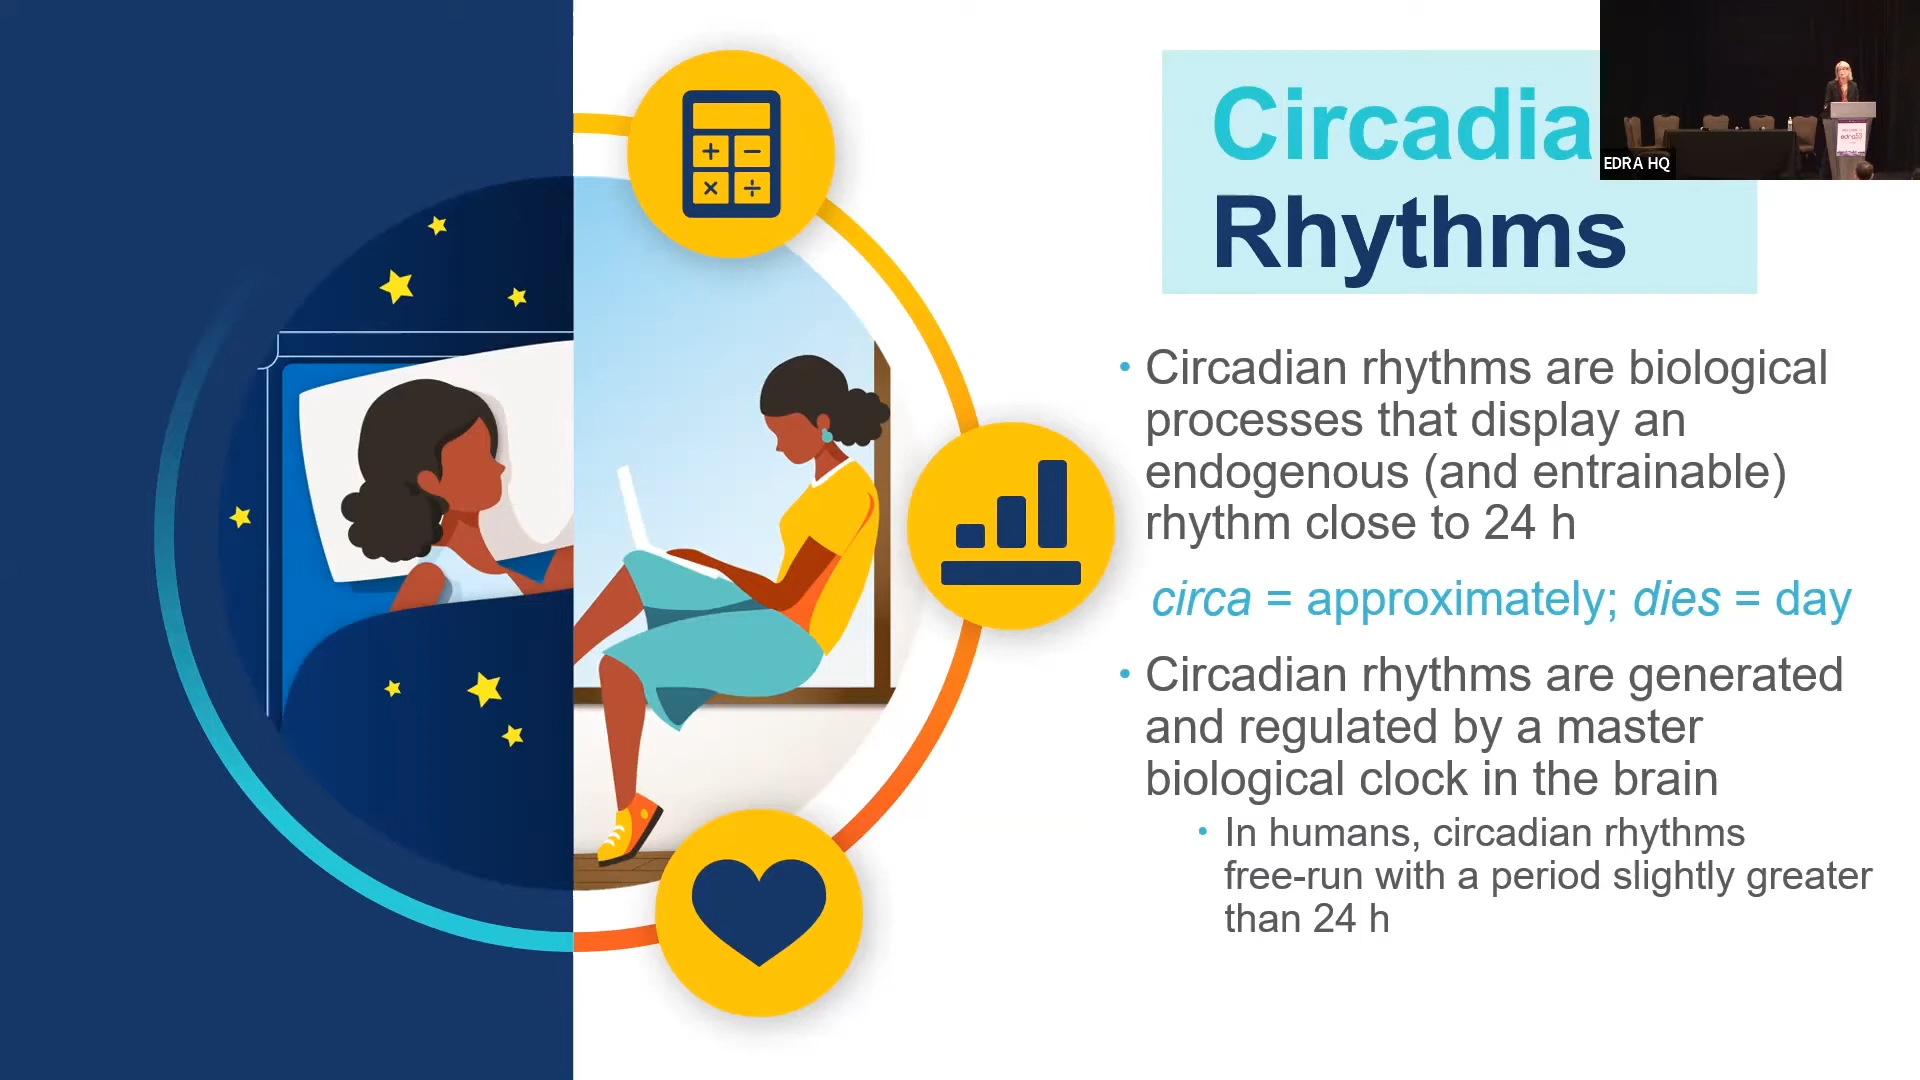 Circadia
Rhythms
EDRA HQ
edra
• Circadian rhythms are biological
processes that display an
endogenous (and entrainable)
rhythm close to 24 h
circa = approximately; dies = day
• Circadian rhythms are generated
and regulated by a master
biological clock in the brain
• In humans, circadian rhythms
free-run with a period slightly greater
than 24 h